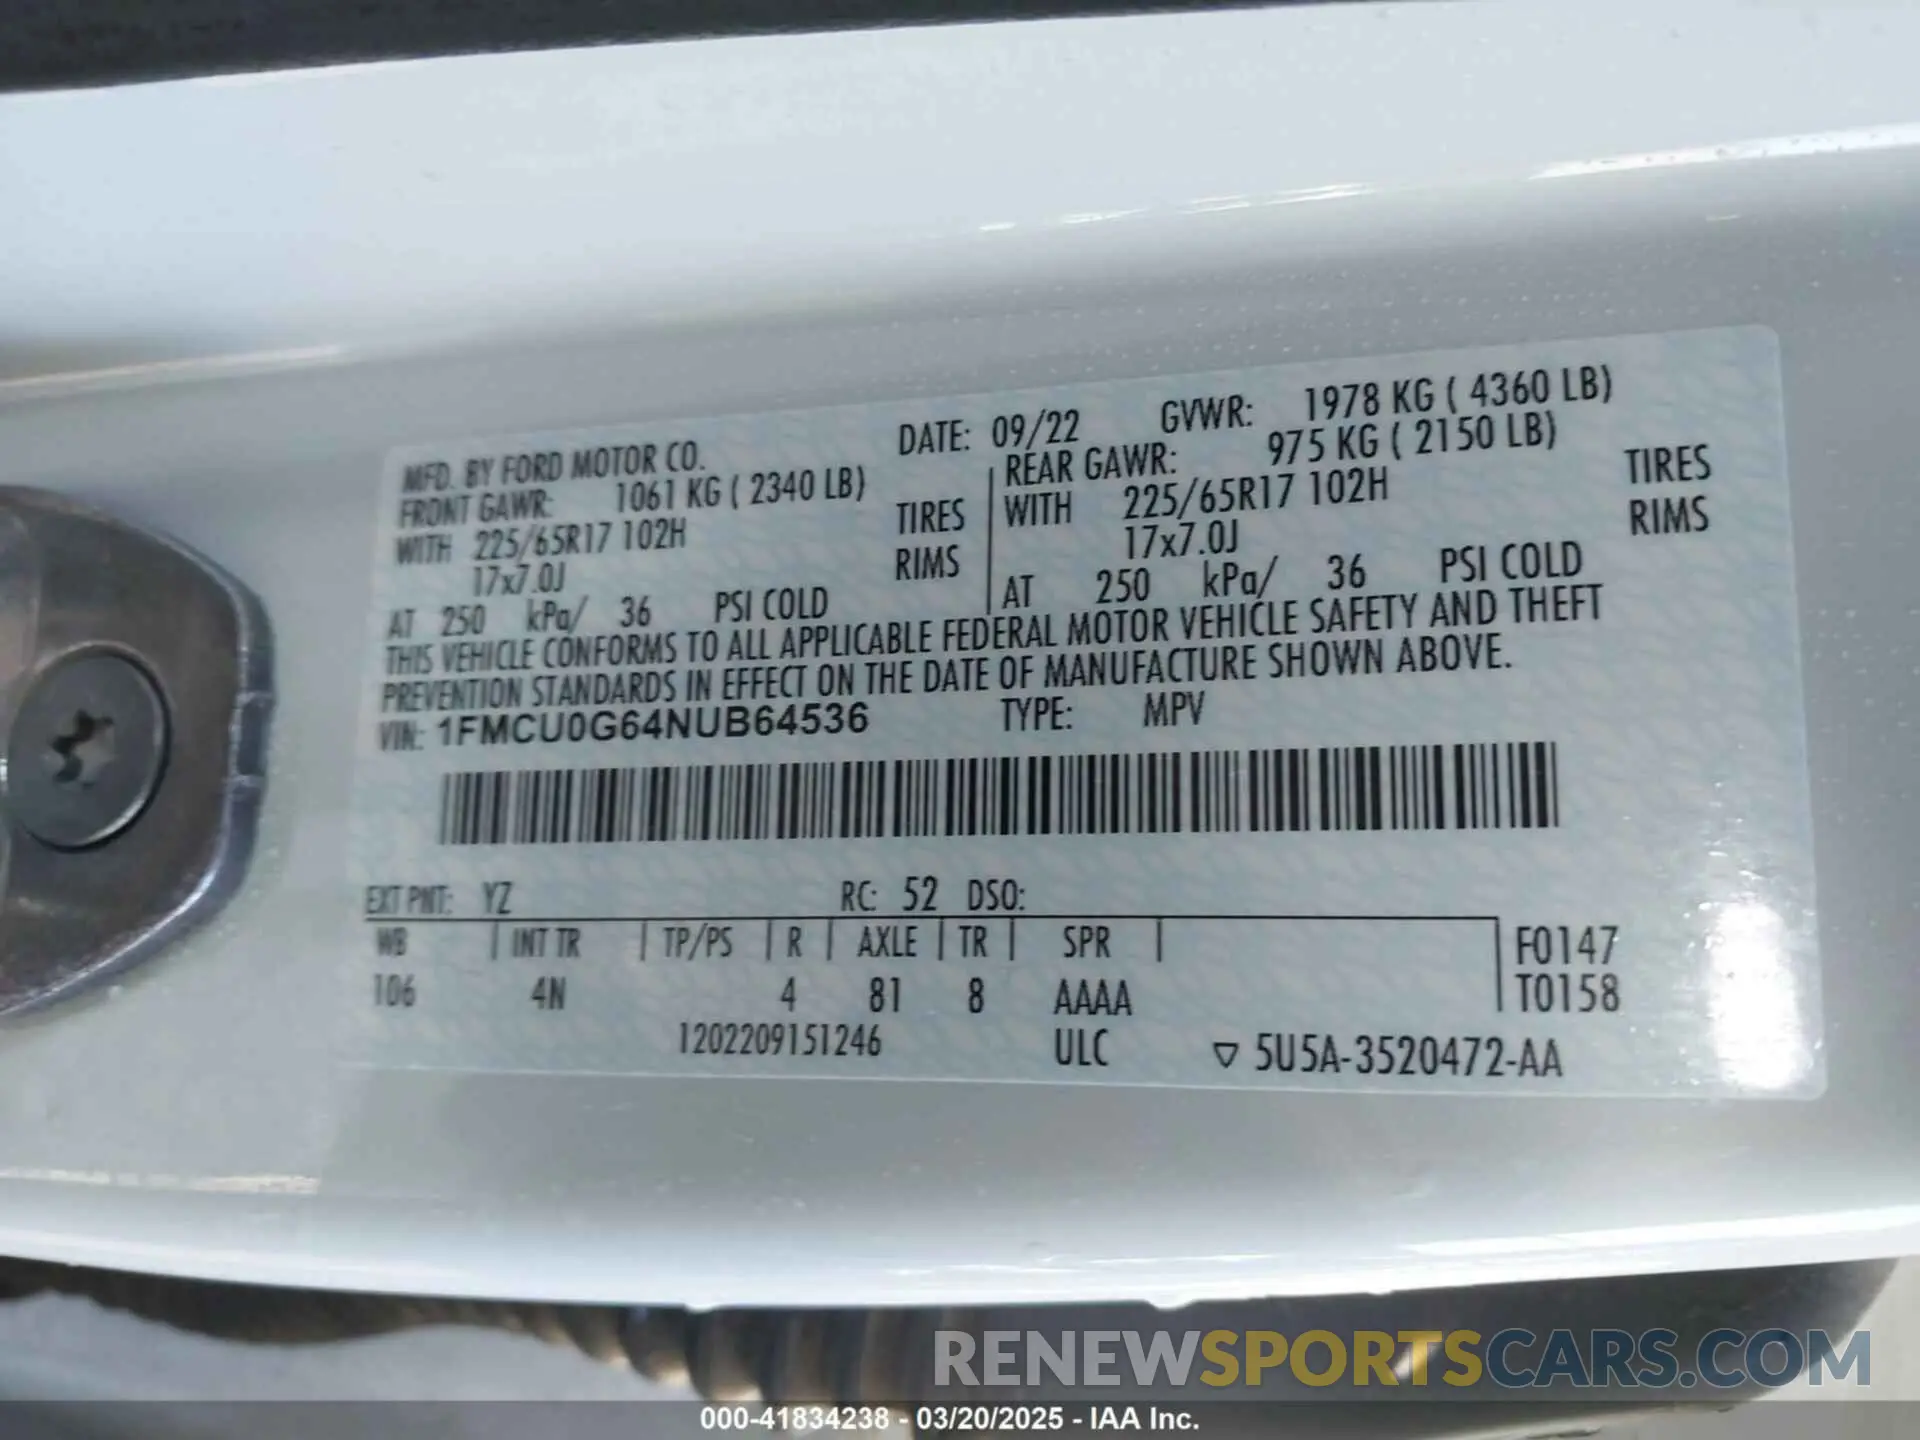 MFD. BY FORD MOTOR CO. DATE: 09/22 GVWR: 1978 KG ( 4360 LB)
FRONT GAWR: 1061 KG ( 2340 LB) REAR GAWR: 975 KG ( 2150 LB)
WITH 225/65R17 102H TIRES WITH 225/65R17 102H TIRES
17x7.0J RIMS 17x7.0J RIMS
AT 250 kPa/ 36 PSI COLD AT 250 kPa/ 36 PSI COLD
THIS VEHICLE CONFORMS TO ALL APPLICABLE FEDERAL MOTOR VEHICLE SAFETY AND THEFT
PREVENTION STANDARDS IN EFFECT ON THE DATE OF MANUFACTURE SHOWN ABOVE.
VIN: 1FMCU0G64NUB64536 TYPE: MPV
EXT PNT: YZ RC: 52 DSO:
WB INT TR TP/PS R AXLE TR SPR F0147
106 4N 4 81 8 AAAA T0158
1202209151246 ULC ▽ 5U5A-3520472-AA
RENEWSPORTSCARS.COM
000-41834238 - 03/20/2025 - IAA Inc.